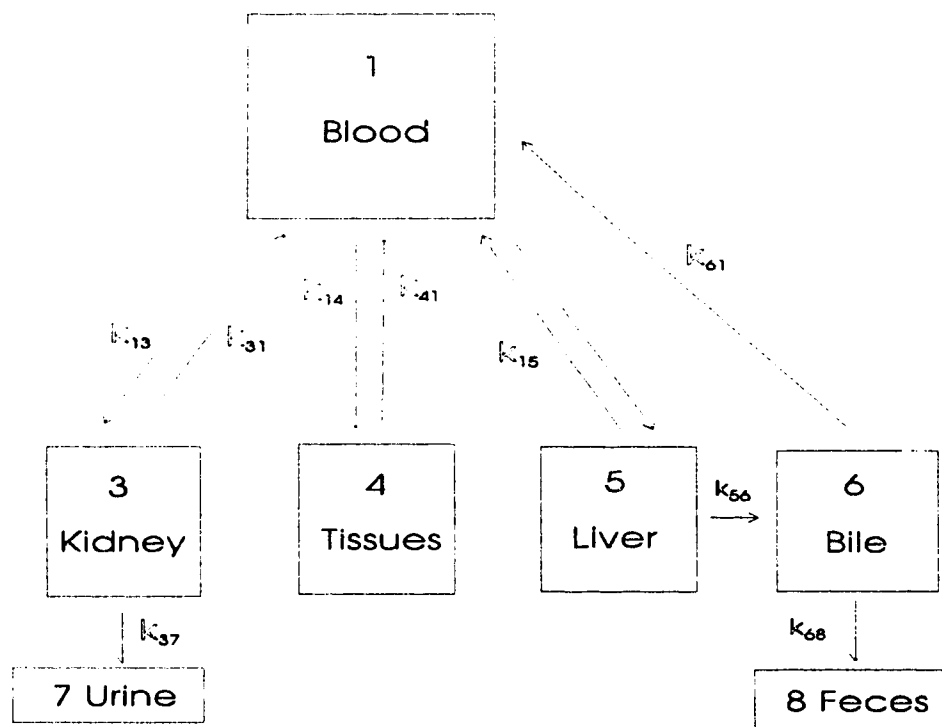 1
Blood
K₆₁
K₁₄
K₄₁
K₁₃
K₃₁
K₁₅
3
Kidney
4
Tissues
5
Liver
k₅₆
6
Bile
k₃₇
k₆₈
7 Urine
8 Feces